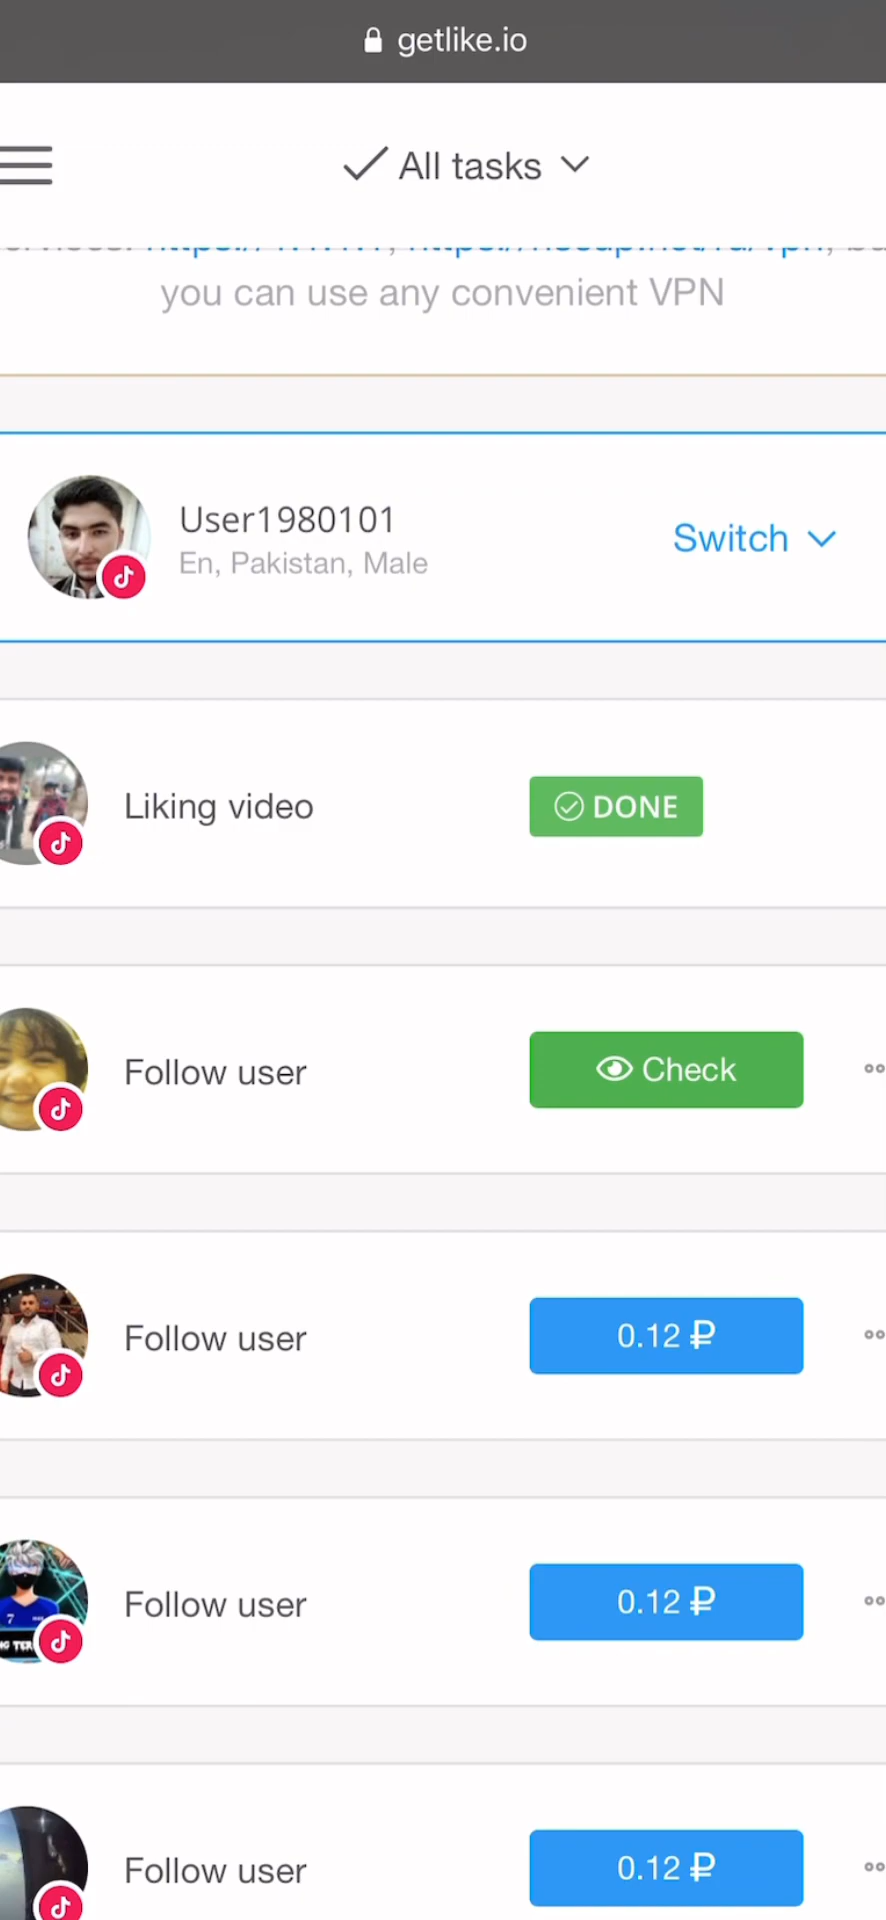 getlike.io
All tasks
you can use any convenient VPN
User1980101
En, Pakistan, Male
Switch
Liking video
DONE
Follow user
Check
Follow user
0.12 ₽
Follow user
0.12 ₽
Follow user
0.12 ₽